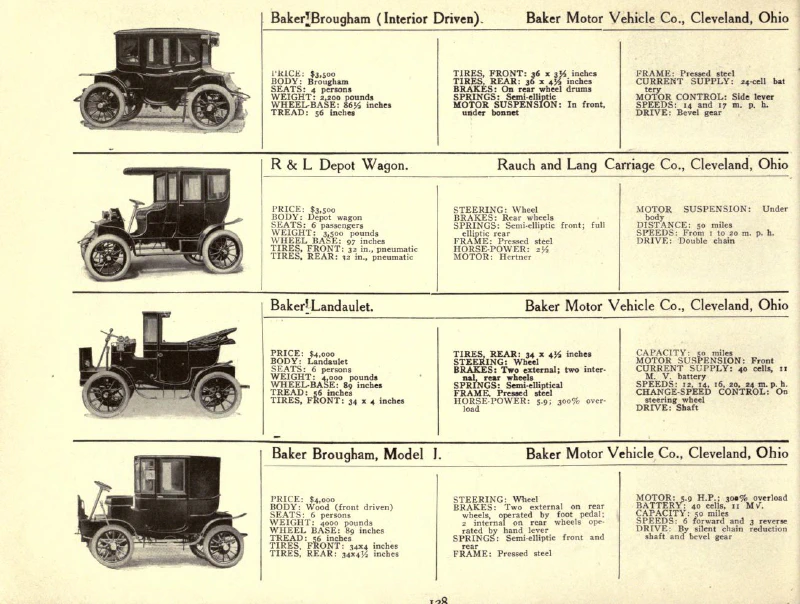 Baker Brougham (Interior Driven). Baker Motor Vehicle Co., Cleveland, Ohio
PRICE: $3,500
BODY: Brougham
SEATS: 4 persons
WEIGHT: 2,200 pounds
WHEEL-BASE: 86½ inches
TREAD: 56 inches
TIRES, FRONT: 36 x 3½ inches
TIRES, REAR: 36 x 4½ inches
BRAKES: On rear wheel drums
SPRINGS: Semi-elliptic
MOTOR SUSPENSION: In front,
under bonnet
FRAME: Pressed steel
CURRENT SUPPLY: 24-cell bat
tery
MOTOR CONTROL: Side lever
SPEEDS: 14 and 17 m. p. h.
DRIVE: Bevel gear
R & L Depot Wagon. Rauch and Lang Carriage Co., Cleveland, Ohio
PRICE: $3,500
BODY: Depot wagon
SEATS: 6 passengers
WEIGHT: 3,500 pounds
WHEEL BASE: 97 inches
TIRES, FRONT: 32 in., pneumatic
TIRES, REAR: 32 in., pneumatic
STEERING: Wheel
BRAKES: Rear wheels
SPRINGS: Semi-elliptic front; full
elliptic rear
FRAME: Pressed steel
HORSE-POWER: 2½
MOTOR: Hertner
MOTOR SUSPENSION: Under
body
DISTANCE: 50 miles
SPEEDS: From 1 to 20 m. p. h.
DRIVE: Double chain
Baker Landaulet. Baker Motor Vehicle Co., Cleveland, Ohio
PRICE: $4,000
BODY: Landaulet
SEATS: 6 persons
WEIGHT: 4,000 pounds
WHEEL-BASE: 89 inches
TREAD: 56 inches
TIRES, FRONT: 34 x 4 inches
TIRES, REAR: 34 x 4½ inches
STEERING: Wheel
BRAKES: Two external; two inter-
nal, rear wheels
SPRINGS: Semi-elliptical
FRAME, Pressed steel
HORSE-POWER: 5.9; 300% over-
load
CAPACITY: 50 miles
MOTOR SUSPENSION: Front
CURRENT SUPPLY: 40 cells, 11
M. V. battery
SPEEDS: 12, 14, 16, 20, 24 m. p. h.
CHANGE-SPEED CONTROL: On
steering wheel
DRIVE: Shaft
Baker Brougham, Model J. Baker Motor Vehicle Co., Cleveland, Ohio
PRICE: $4,000
BODY: Wood (front driven)
SEATS: 6 persons
WEIGHT: 4000 pounds
WHEEL BASE: 89 inches
TREAD: 56 inches
TIRES, FRONT: 34x4 inches
TIRES, REAR: 34x4½ inches
STEERING: Wheel
BRAKES: Two external on rear
wheels, operated by foot pedal;
2 internal on rear wheels ope-
rated by hand lever
SPRINGS: Semi-elliptic front and
rear
FRAME: Pressed steel
MOTOR: 5.9 H.P.; 300% overload
BATTERY; 40 cells, 11 MV.
CAPACITY: 50 miles
SPEEDS: 6 forward and 3 reverse
DRIVE: By silent chain reduction
shaft and bevel gear
128